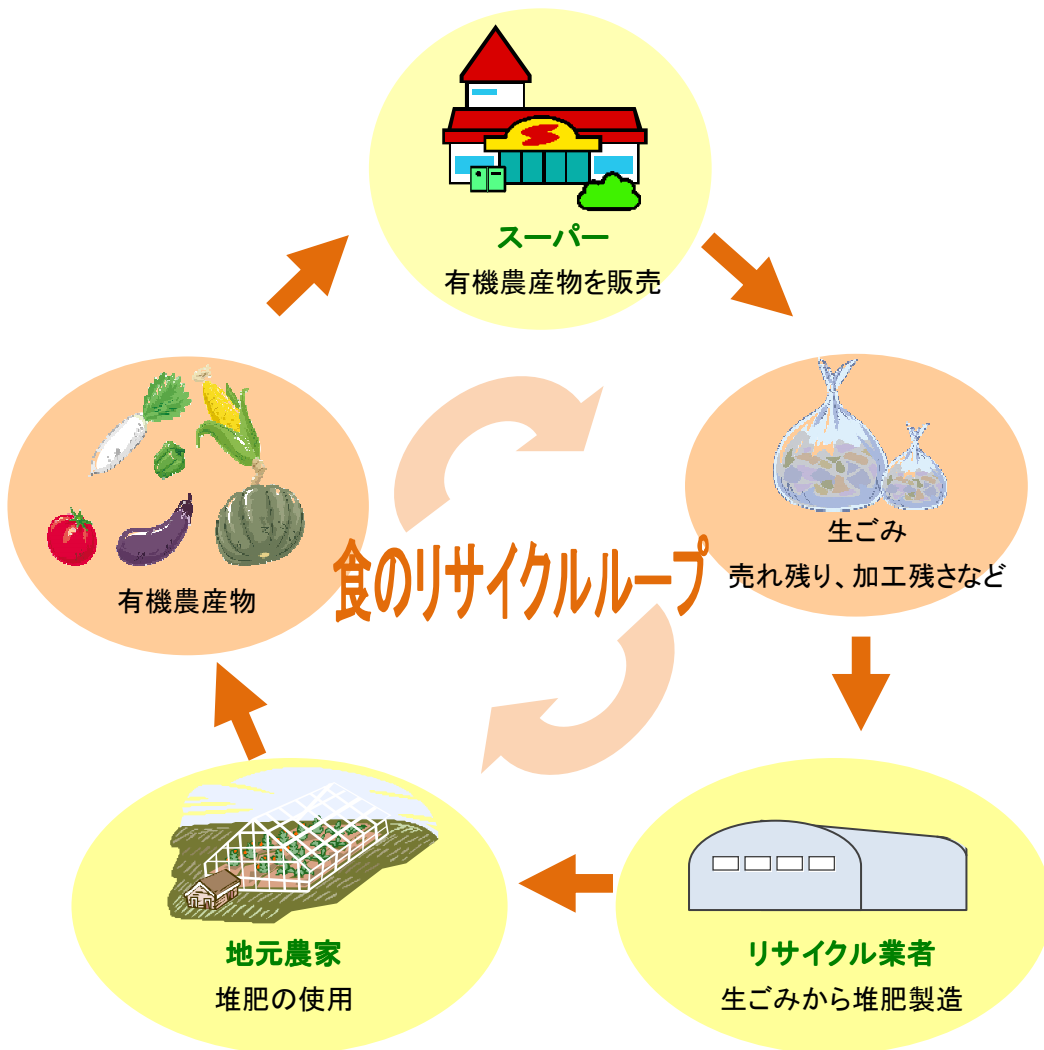 スーパー
有機農産物を販売
生ごみ
売れ残り、加工残さなど
食のリサイクルループ
有機農産物
リサイクル業者
生ごみから堆肥製造
地元農家
堆肥の使用